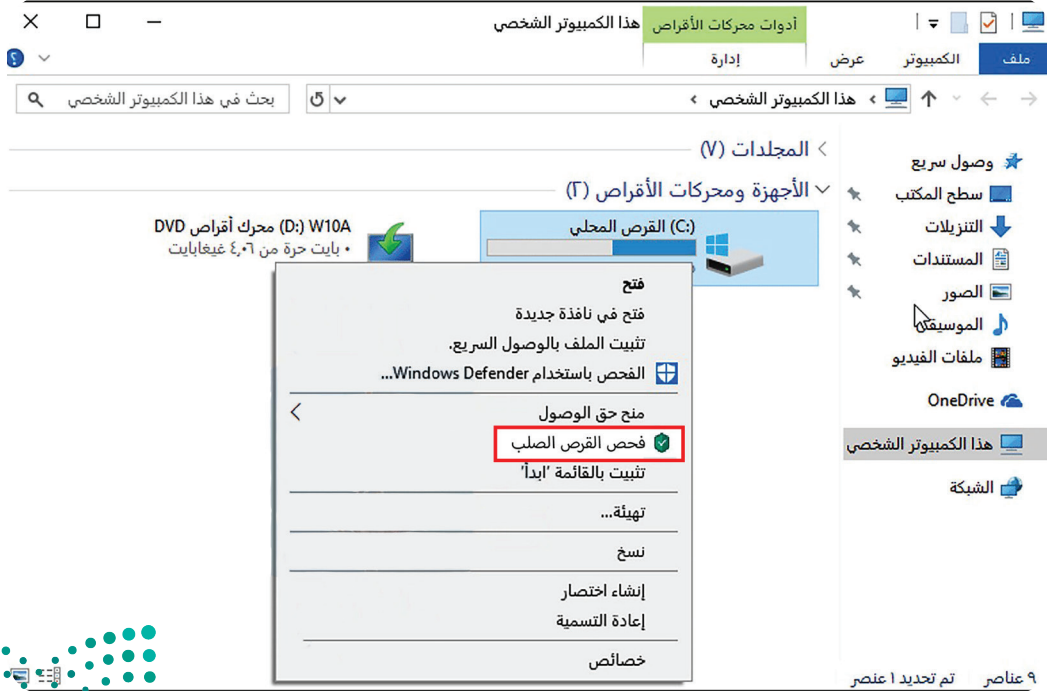 أدوات محركات الأقراص
هذا الكمبيوتر الشخصي
ملف
الكمبيوتر
عرض
إدارة
هذا الكمبيوتر الشخصي
بحث في هذا الكمبيوتر الشخصي
وصول سريع
سطح المكتب
التنزيلات
المستندات
الصور
الموسيقى
ملفات الفيديو
OneDrive
هذا الكمبيوتر الشخصي
الشبكة
المجلدات (٧)
الأجهزة ومحركات الأقراص (٢)
القرص المحلي (C:)
محرك أقراص DVD (D:) W10A
٠ بايت حرة من ٤,٠٦ غيغابايت
فتح
فتح في نافذة جديدة
تثبيت الملف بالوصول السريع.
الفحص باستخدام Windows Defender...
منح حق الوصول
فحص القرص الصلب
تثبيت بالقائمة 'ابدأ'
تهيئة...
نسخ
إنشاء اختصار
إعادة التسمية
خصائص
٩ عناصر
تم تحديد ١ عنصر